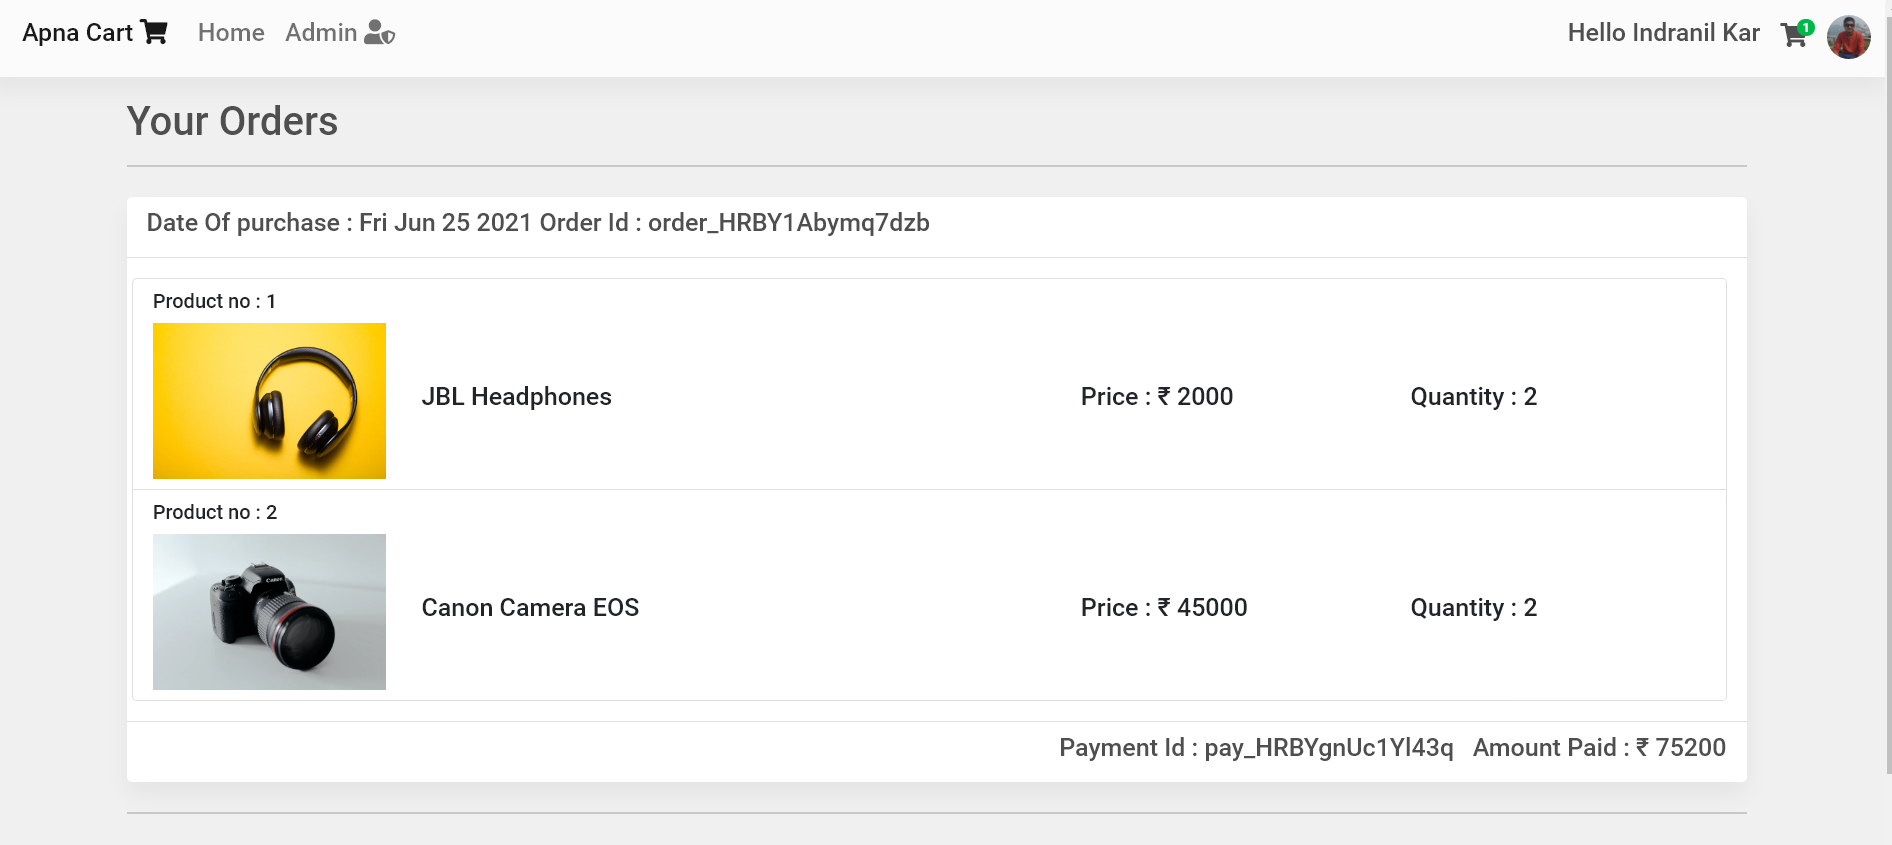 Apna Cart Home Admin Hello Indranil Kar 1
Your Orders
Date Of purchase : Fri Jun 25 2021 Order Id : order_HRBY1Abymq7dzb
Product no : 1
JBL Headphones Price : ₹ 2000 Quantity : 2
Product no : 2
Canon
Canon Camera EOS Price : ₹ 45000 Quantity : 2
Payment Id : pay_HRBYgnUc1Yl43q Amount Paid : ₹ 75200